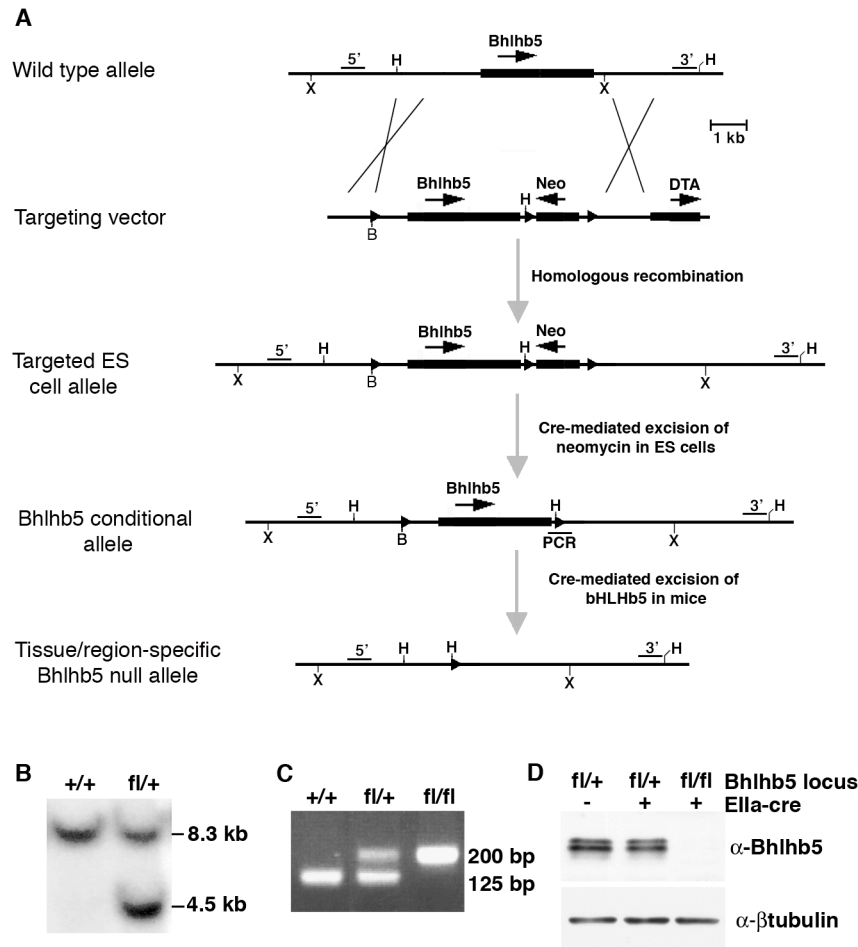 A
Wild type allele
5’
H
Bhlhb5
3’
H
X
X
1 kb
Targeting vector
Bhlhb5
H
Neo
DTA
B
Homologous recombination
Targeted ES
cell allele
5’
H
Bhlhb5
H
Neo
3’
H
X
B
X
Cre-mediated excision of
neomycin in ES cells
Bhlhb5 conditional
allele
5’
H
Bhlhb5
H
3’
H
X
B
PCR
X
Cre-mediated excision of
bHLHb5 in mice
Tissue/region-specific
Bhlhb5 null allele
5’
H
H
3’
H
X
X
B
+/+ fl/+
8.3 kb
4.5 kb
C
+/+ fl/+ fl/fl
200 bp
125 bp
D
fl/+ fl/+ fl/fl Bhlhb5 locus
- + + Ella-cre
α-Bhlhb5
α-βtubulin